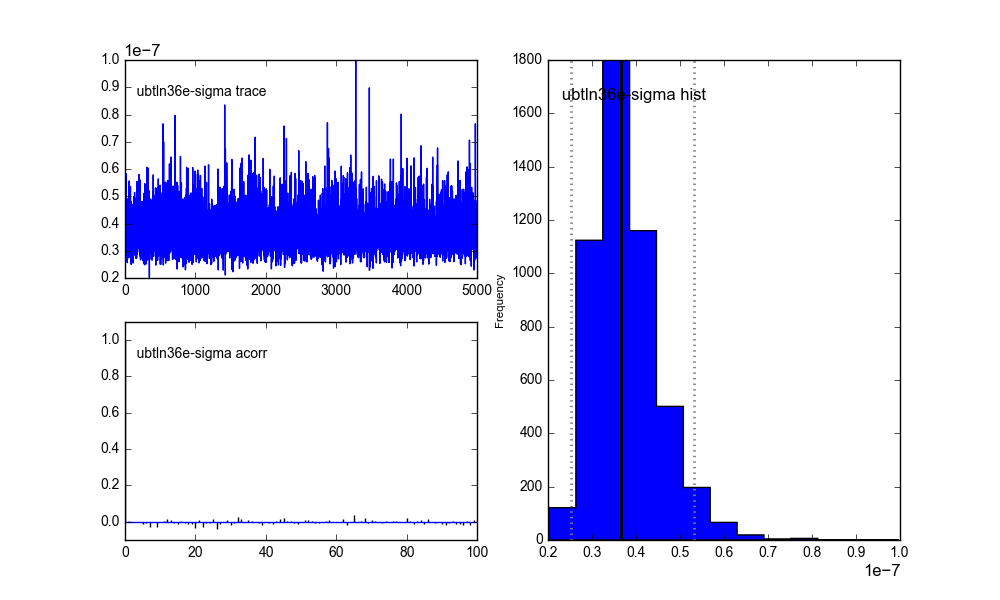 1e−7
1.0
0.9
ubtln36e-sigma trace
0.8
0.7
0.6
0.5
0.4
0.3
0.2
0 1000 2000 3000 4000 5000
1.0
ubtln36e-sigma acorr
0.8
0.6
0.4
0.2
0.0
0 20 40 60 80 100
1800
ubtln36e-sigma hist
1600
1400
1200
1000
Frequency
800
600
400
200
0
0.2 0.3 0.4 0.5 0.6 0.7 0.8 0.9 1.0
1e−7